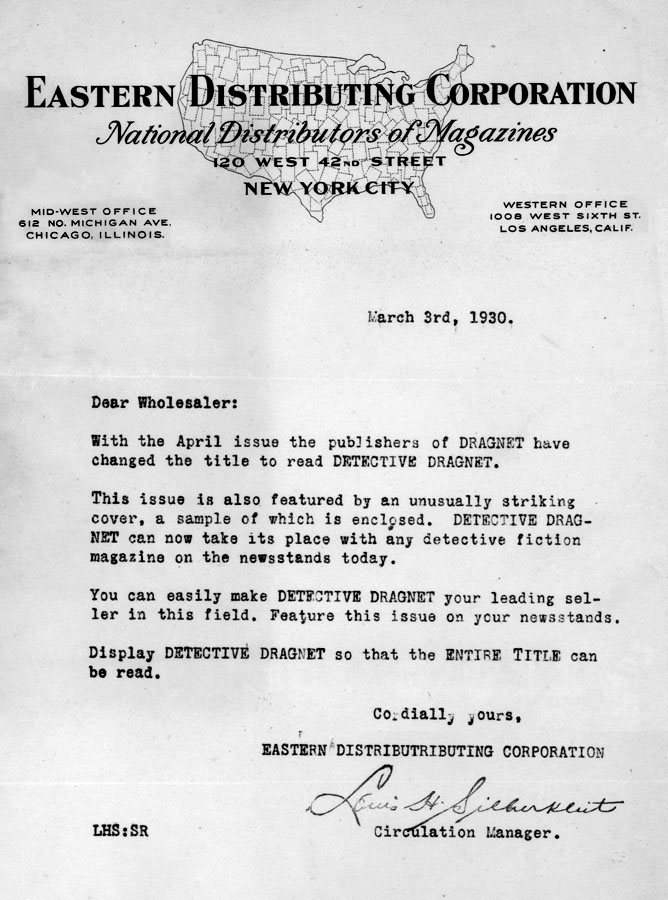 EASTERN DISTRIBUTING CORPORATION
National Distributors of Magazines
120 WEST 42ND STREET
NEW YORK CITY
MID-WEST OFFICE
612 NO. MICHIGAN AVE.
CHICAGO, ILLINOIS.
WESTERN OFFICE
1008 WEST SIXTH ST.
LOS ANGELES, CALIF.
March 3rd, 1930.
Dear Wholesaler:
With the April issue the publishers of DRAGNET have
changed the title to read DETECTIVE DRAGNET.
This issue is also featured by an unusually striking
cover, a sample of which is enclosed. DETECTIVE DRAG-
NET can now take its place with any detective fiction
magazine on the newsstands today.
You can easily make DETECTIVE DRAGNET your leading sel-
ler in this field. Feature this issue on your newsstands.
Display DETECTIVE DRAGNET so that the ENTIRE TITLE can
be read.
Cordially yours,
EASTERN DISTRIBUTRIBUTING CORPORATION
Louis H. Silberkleit
LHS:SR
Circulation Manager.